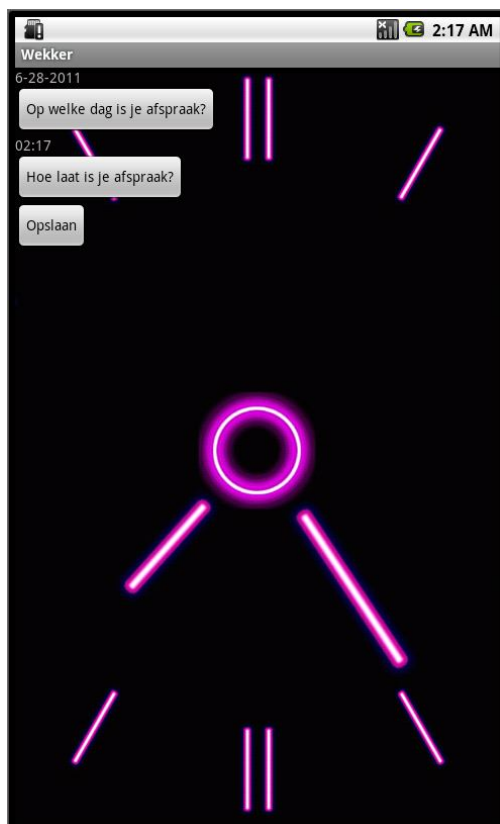 2:17 AM
Wekker
6-28-2011
Op welke dag is je afspraak?
02:17
Hoe laat is je afspraak?
Opslaan